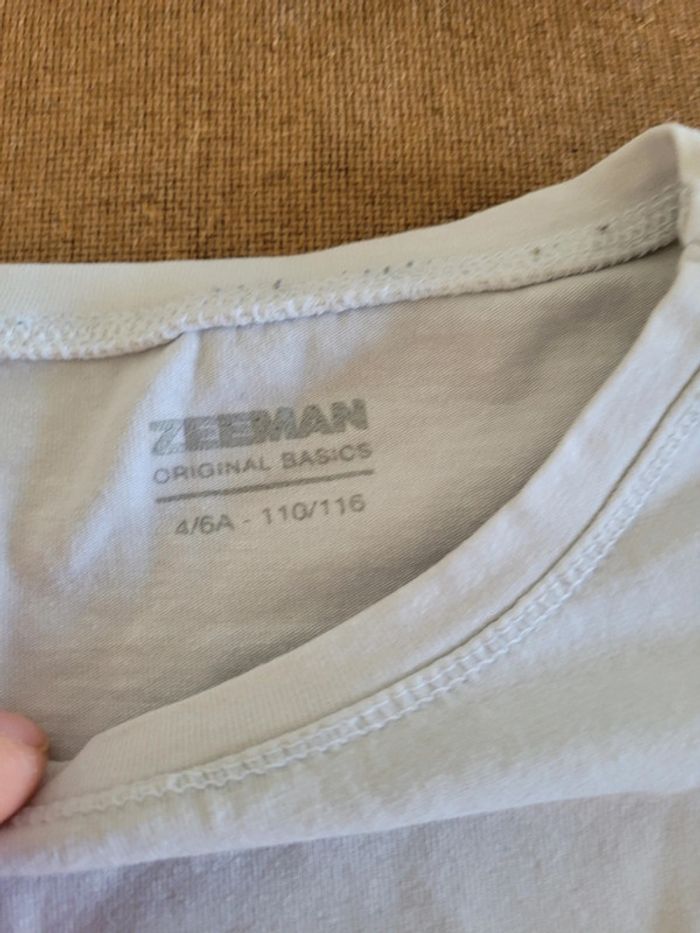 ZEEMAN
ORIGINAL BASICS
4/6A - 110/116